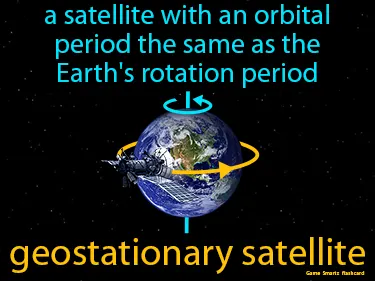 a satellite with an orbital
period the same as the
Earth's rotation period
geostationary satellite
Game Smartz flashcard